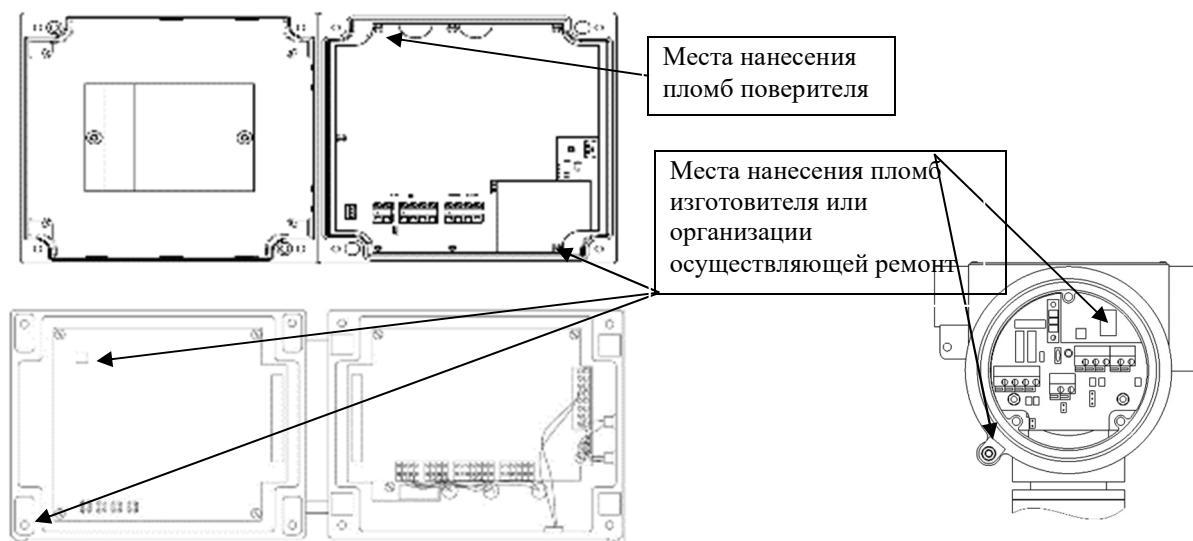 Места нанесения
пломб поверителя
Места нанесения пломб
изготовителя или
организации
осуществляющей ремонт